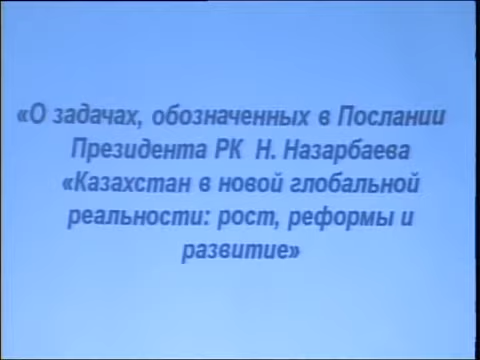 «О задачах, обозначенных в Послании
Президента РК Н. Назарбаева
«Казахстан в новой глобальной
реальности: рост, реформы и
развитие»